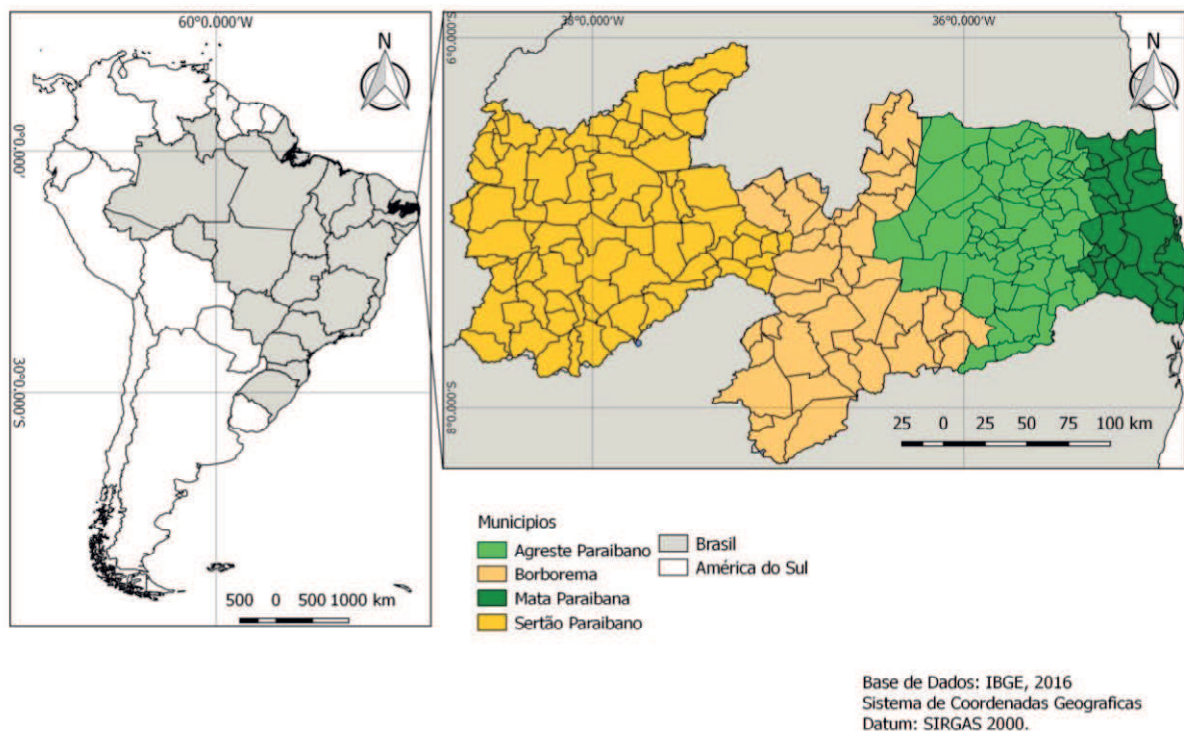 60°0.000'W
N
0°0.000'
30°0.000'S
500 0 500 1000 km
38°0.000'W
36°0.000'W
6°0.000'S
N
8°0.000'S
25 0 25 50 75 100 km
Municipios
Agreste Paraibano
Borborema
Mata Paraibana
Sertão Paraibano
Brasil
América do Sul
Base de Dados: IBGE, 2016
Sistema de Coordenadas Geograficas
Datum: SIRGAS 2000.